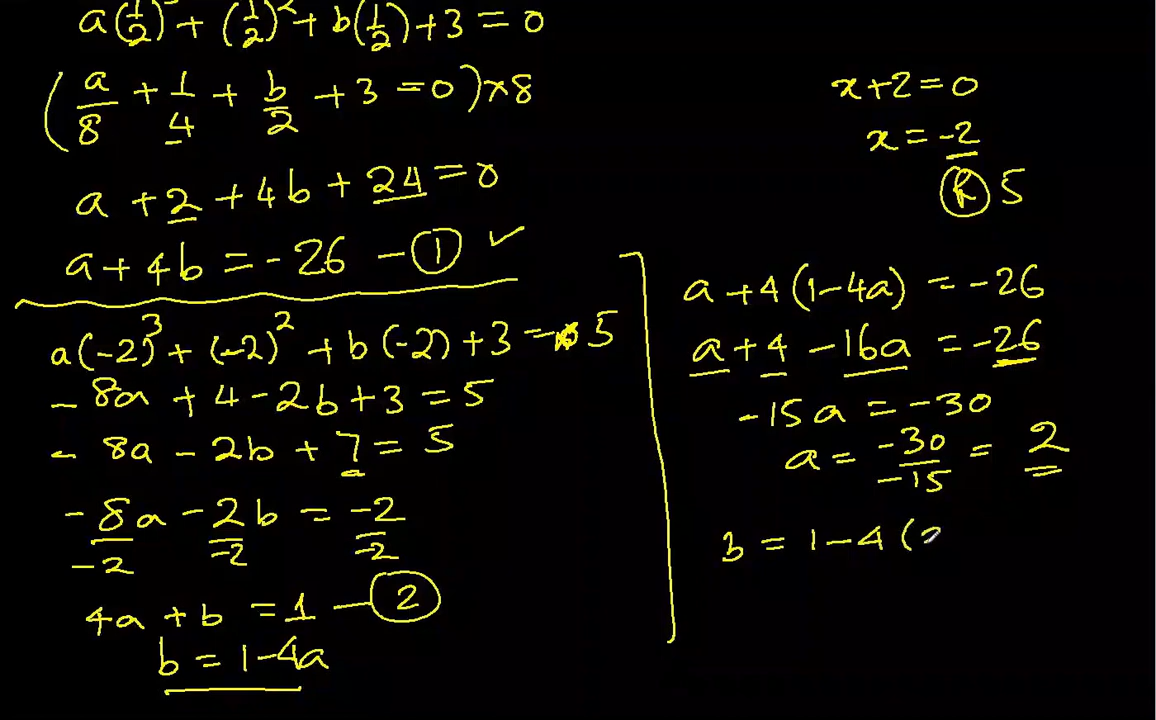 a(1/2)³ + (1/2)² + b(1/2) + 3 = 0
(a/8 + 1/4 + b/2 + 3 = 0) × 8
a + 2 + 4b + 24 = 0
a + 4b = -26 - ① ✓
a(-2)³ + (-2)² + b(-2) + 3 = 5
- 8a + 4 - 2b + 3 = 5
- 8a - 2b + 7 = 5
-8a/-2 -2b/-2 = -2/-2
4a + b = 1 — ②
b = 1-4a
x+2=0
x = -2
R 5
a + 4(1-4a) = -26
a + 4 - 16a = -26
-15a = -30
a = -30/-15 = 2
b = 1-4(2